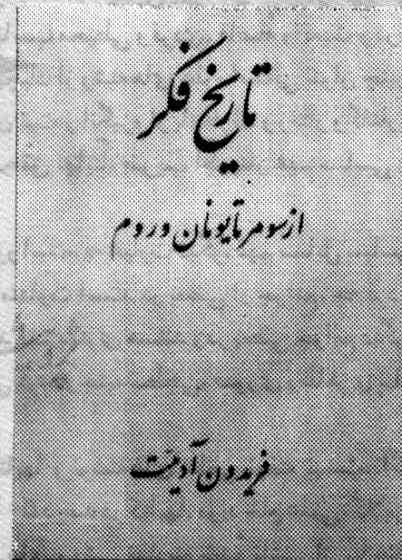 تاریخ فکر
از سومر تا یونان و روم
فریدون آدمیت